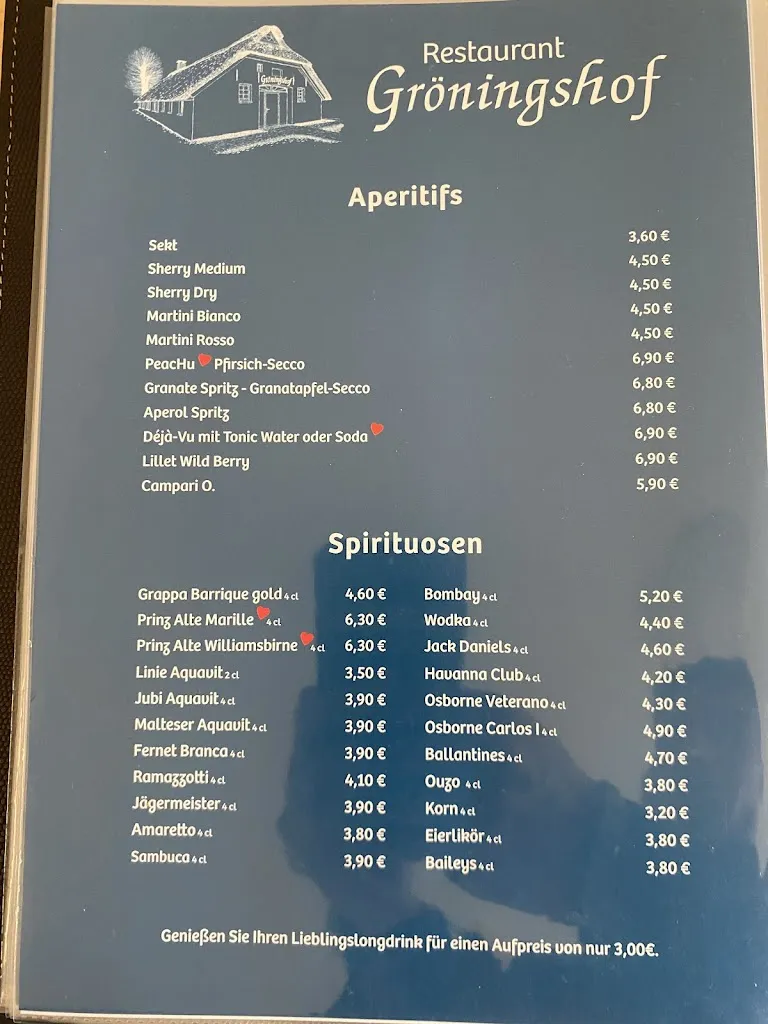 Restaurant
Gröningshof
Gröningshof
Aperitifs
Sekt 3,60 €
Sherry Medium 4,50 €
Sherry Dry 4,50 €
Martini Bianco 4,50 €
Martini Rosso 4,50 €
PeacHu ❤ Pfirsich-Secco 6,90 €
Granate Spritz - Granatapfel-Secco 6,80 €
Aperol Spritz 6,80 €
Déjà-Vu mit Tonic Water oder Soda ❤ 6,90 €
Lillet Wild Berry 6,90 €
Campari O. 5,90 €
Spirituosen
Grappa Barrique gold 4 cl 4,60 € Bombay 4 cl 5,20 €
Prinz Alte Marille ❤ 4 cl 6,30 € Wodka 4 cl 4,40 €
Prinz Alte Williamsbirne ❤ 4 cl 6,30 € Jack Daniels 4 cl 4,60 €
Linie Aquavit 2 cl 3,50 € Havanna Club 4 cl 4,20 €
Jubi Aquavit 4 cl 3,90 € Osborne Veterano 4 cl 4,30 €
Malteser Aquavit 4 cl 3,90 € Osborne Carlos I 4 cl 4,90 €
Fernet Branca 4 cl 3,90 € Ballantines 4 cl 4,70 €
Ramazzotti 4 cl 4,10 € Ouzo 4 cl 3,80 €
Jägermeister 4 cl 3,90 € Korn 4 cl 3,20 €
Amaretto 4 cl 3,80 € Eierlikör 4 cl 3,80 €
Sambuca 4 cl 3,90 € Baileys 4 cl 3,80 €
Genießen Sie Ihren Lieblingslongdrink für einen Aufpreis von nur 3,00€.